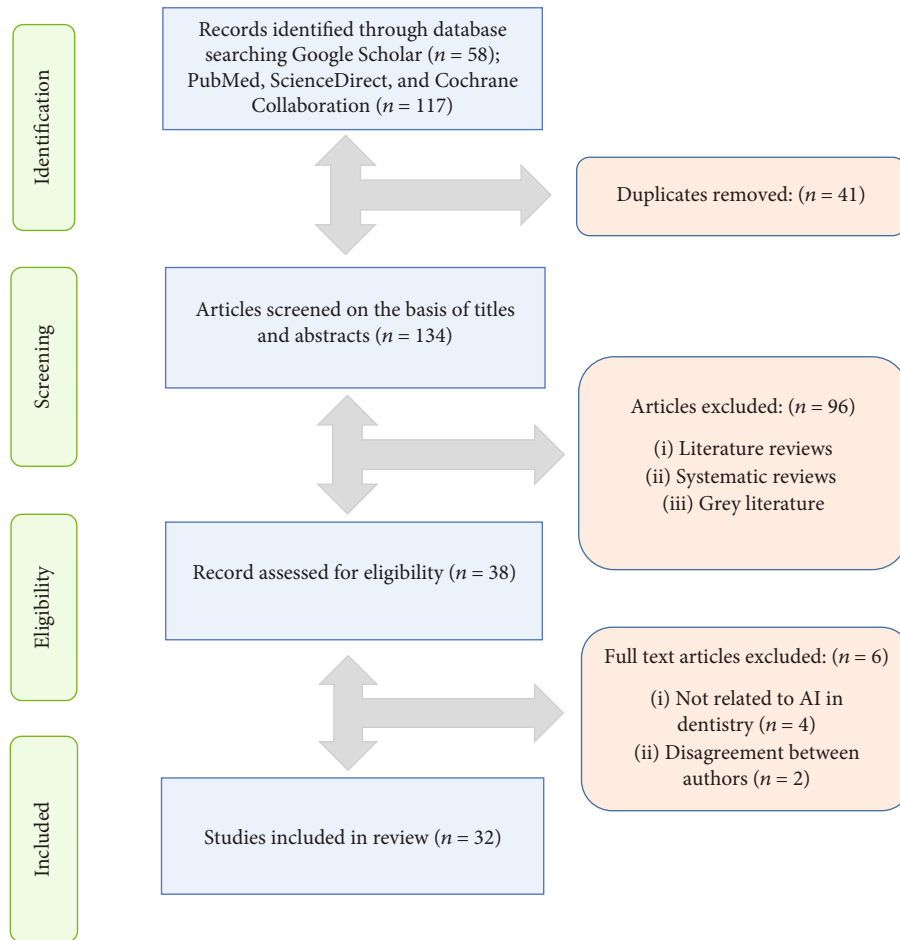 Identification
Records identified through database
searching Google Scholar (n = 58);
PubMed, ScienceDirect, and Cochrane
Collaboration (n = 117)
Duplicates removed: (n = 41)
Screening
Articles screened on the basis of titles
and abstracts (n = 134)
Articles excluded: (n = 96)
(i) Literature reviews
(ii) Systematic reviews
(iii) Grey literature
Eligibility
Record assessed for eligibility (n = 38)
Full text articles excluded: (n = 6)
(i) Not related to AI in
dentistry (n = 4)
(ii) Disagreement between
authors (n = 2)
Included
Studies included in review (n = 32)